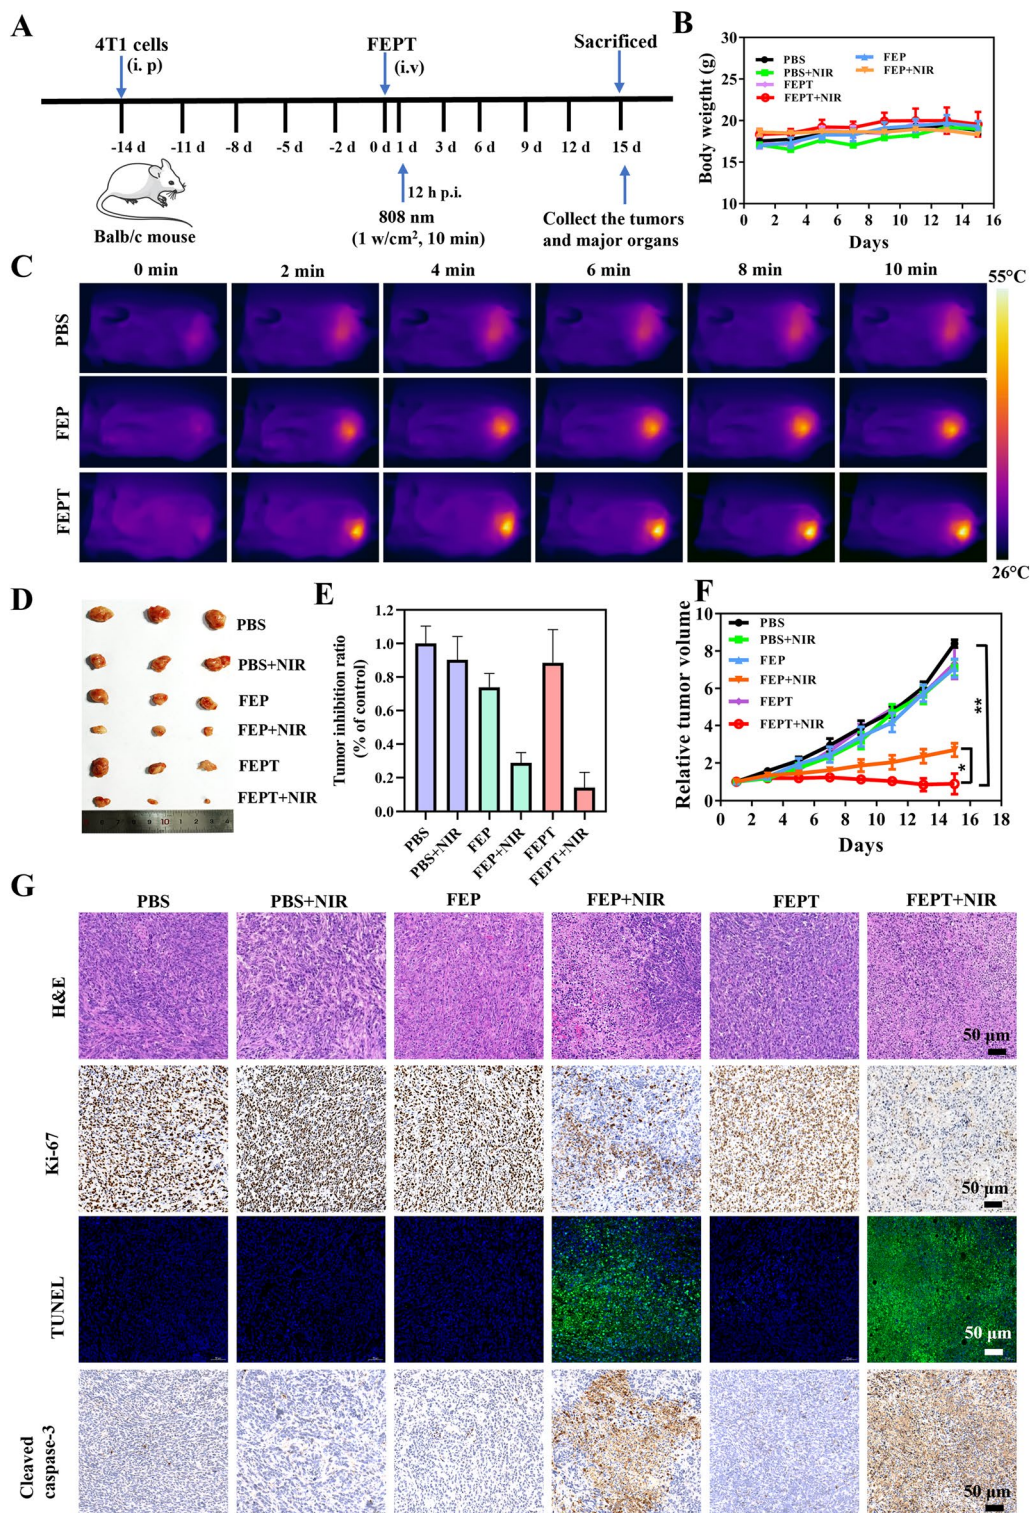 A
4T1 cells
(i. p)
FEPT
(i.v)
Sacrificed
-14 d -11 d -8 d -5 d -2 d 0 d 1 d 3 d 6 d 9 d 12 d 15 d
12 h p.i.
808 nm
(1 w/cm², 10 min)
Collect the tumors
and major organs
Balb/c mouse
B
Body weigtht (g)
30
25
20
15
10
PBS
PBS+NIR
FEPT
FEPT+NIR
FEP
FEP+NIR
0 2 4 6 8 10 12 14 16
Days
C
0 min 2 min 4 min 6 min 8 min 10 min
PBS
FEP
FEPT
55°C
26°C
D
PBS
PBS+NIR
FEP
FEP+NIR
FEPT
FEPT+NIR
E
Tumor inhibition ratio
(% of control)
1.2
1.0
0.8
0.6
0.4
0.2
0.0
PBS
PBS+NIR
FEP
FEP+NIR
FEPT
FEPT+NIR
F
Relative tumor volume
10
8
6
4
2
0
PBS
PBS+NIR
FEP
FEP+NIR
FEPT
FEPT+NIR
**
*
0 2 4 6 8 10 12 14 16 18
Days
G
PBS PBS+NIR FEP FEP+NIR FEPT FEPT+NIR
H&E
50 μm
Ki-67
50 μm
TUNEL
50 μm
Cleaved
caspase-3
50 μm